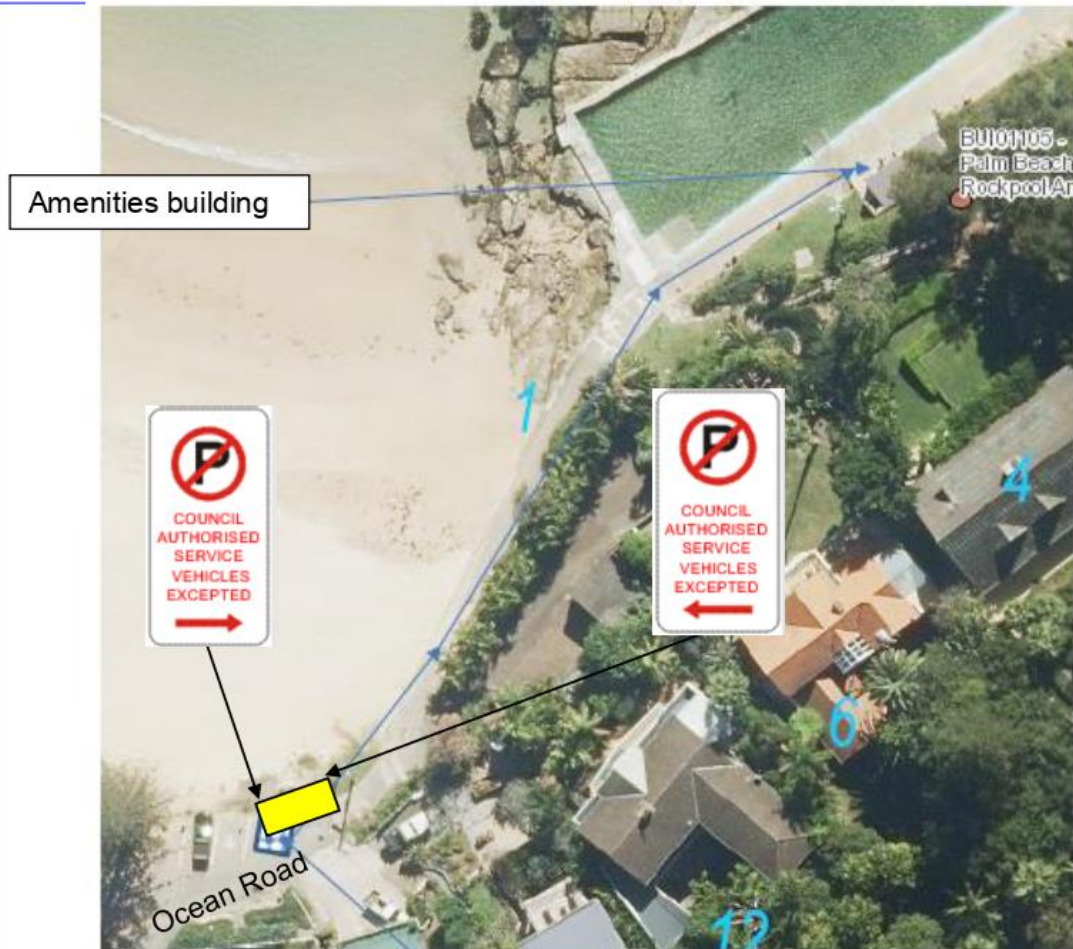 BUI01105 -
Palm Beach
Rockpool Am
Amenities building
1
P
COUNCIL
AUTHORISED
SERVICE
VEHICLES
EXCEPTED
P
COUNCIL
AUTHORISED
SERVICE
VEHICLES
EXCEPTED
4
6
Ocean Road
12